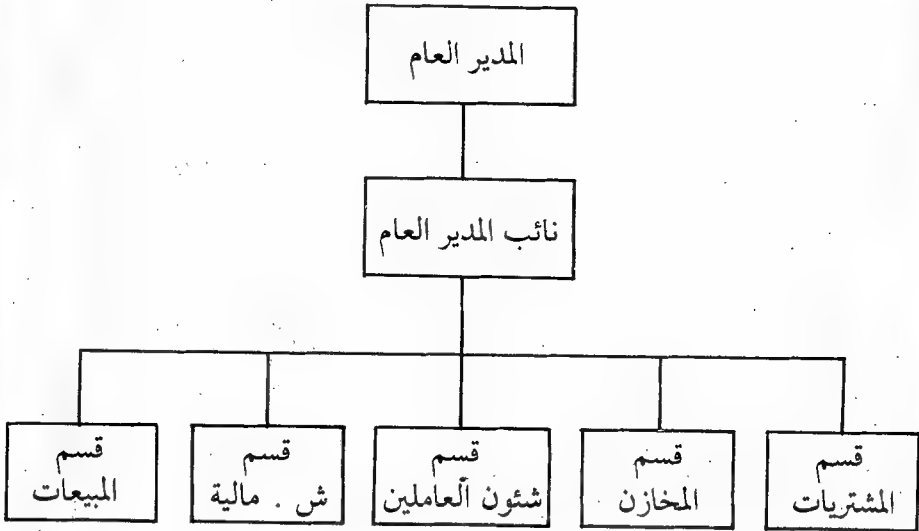 المدير العام
نائب المدير العام
قسم
المشتريات
قسم
المخازن
قسم
شئون العاملين
قسم
ش . مالية
قسم
المبيعات